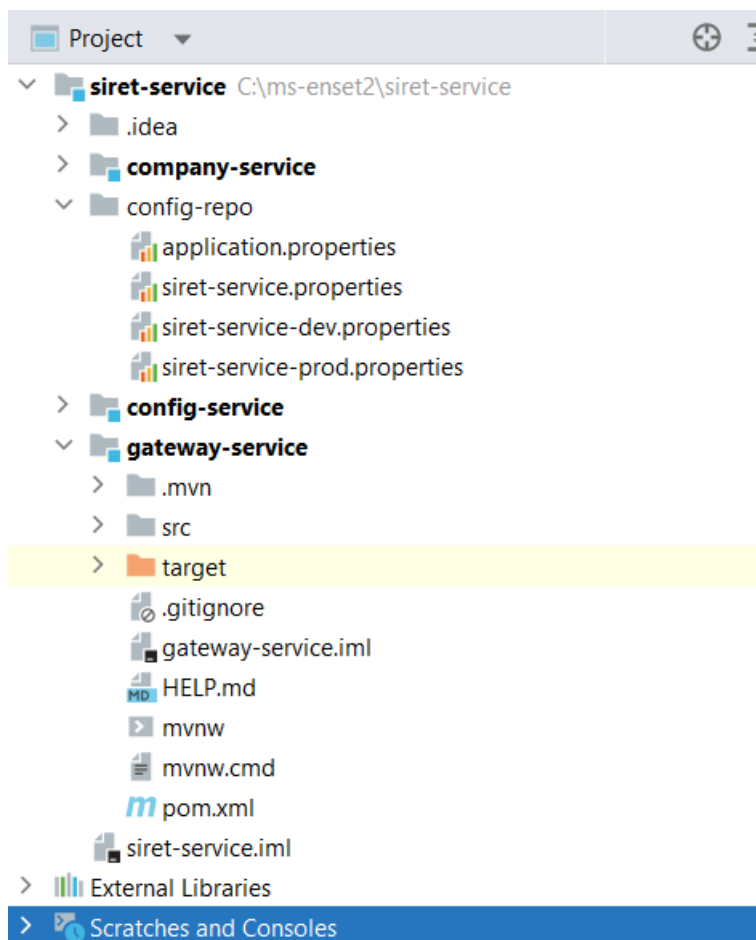 Project
siret-service C:\ms-enset2\siret-service
.idea
company-service
config-repo
application.properties
siret-service.properties
siret-service-dev.properties
siret-service-prod.properties
config-service
gateway-service
.mvn
src
target
.gitignore
gateway-service.iml
MD HELP.md
mvnw
mvnw.cmd
m pom.xml
siret-service.iml
External Libraries
Scratches and Consoles